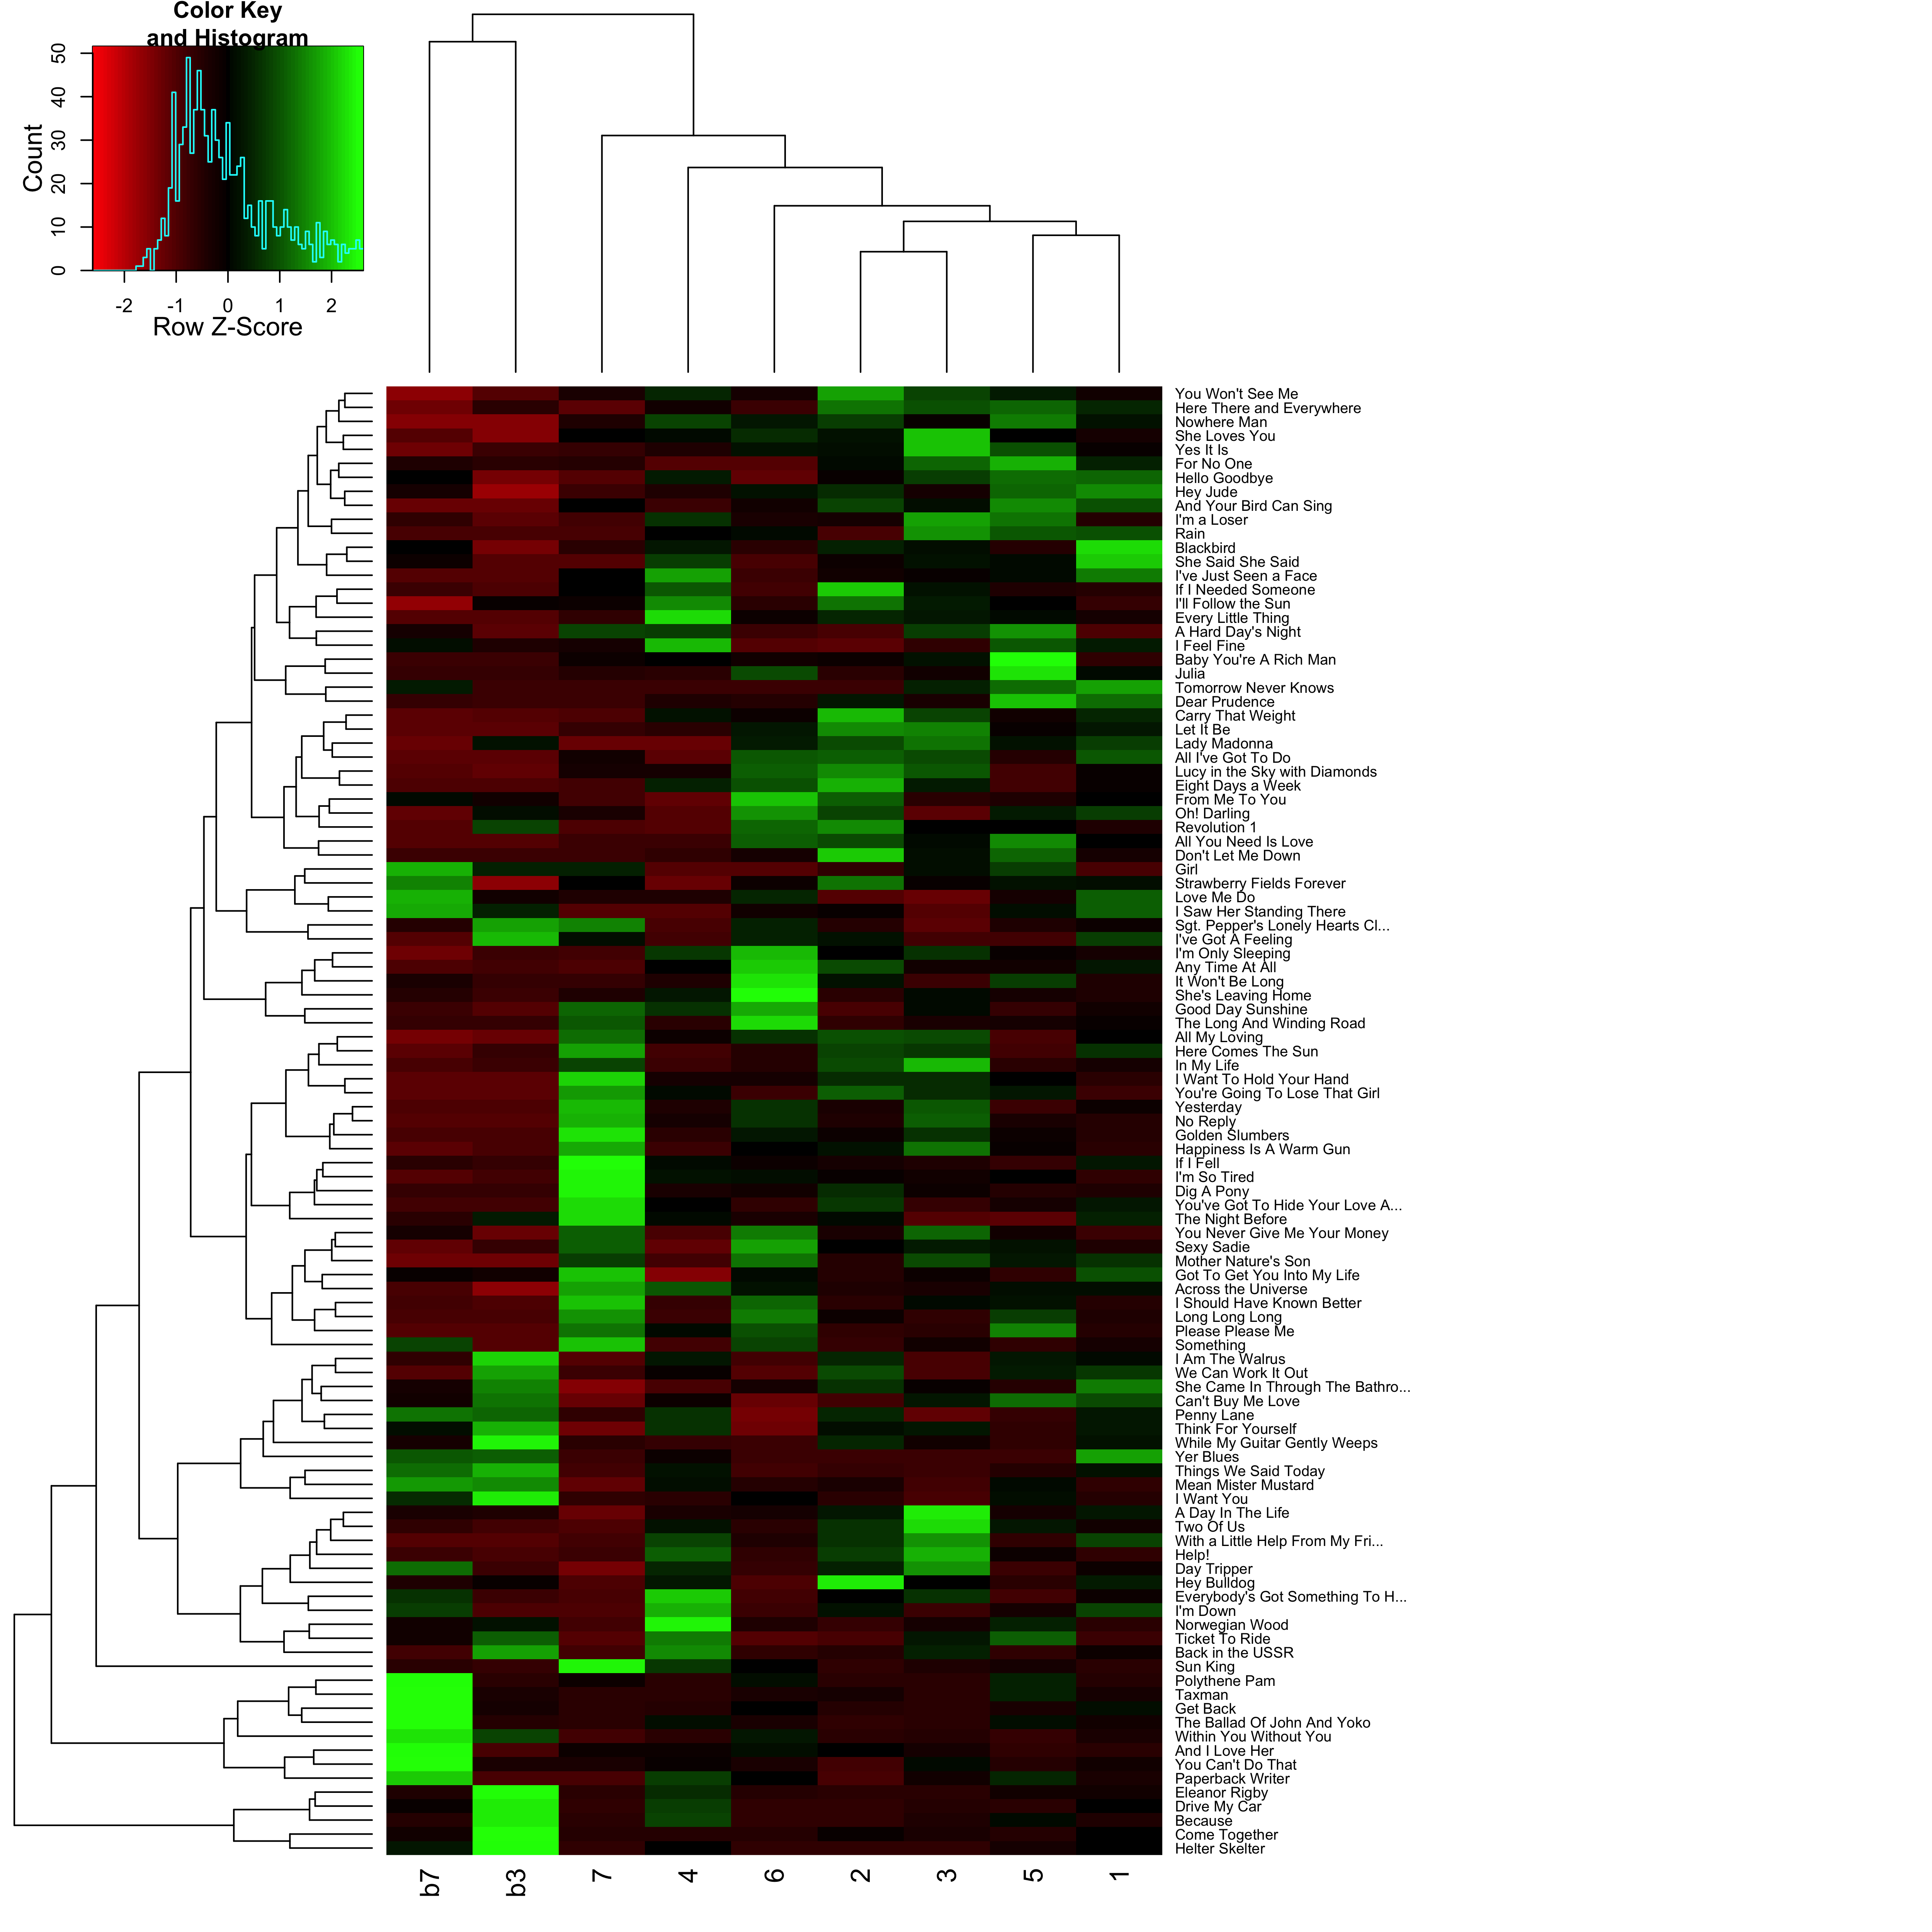 Color Key
and Histogram
Count
0
10
20
30
40
50
-2 -1 0 1 2
Row Z-Score
You Won't See Me
Here There and Everywhere
Nowhere Man
She Loves You
Yes It Is
For No One
Hello Goodbye
Hey Jude
And Your Bird Can Sing
I'm a Loser
Rain
Blackbird
She Said She Said
I've Just Seen a Face
If I Needed Someone
I'll Follow the Sun
Every Little Thing
A Hard Day's Night
I Feel Fine
Baby You're A Rich Man
Julia
Tomorrow Never Knows
Dear Prudence
Carry That Weight
Let It Be
Lady Madonna
All I've Got To Do
Lucy in the Sky with Diamonds
Eight Days a Week
From Me To You
Oh! Darling
Revolution 1
All You Need Is Love
Don't Let Me Down
Girl
Strawberry Fields Forever
Love Me Do
I Saw Her Standing There
Sgt. Pepper's Lonely Hearts Cl...
I've Got A Feeling
I'm Only Sleeping
Any Time At All
It Won't Be Long
She's Leaving Home
Good Day Sunshine
The Long And Winding Road
All My Loving
Here Comes The Sun
In My Life
I Want To Hold Your Hand
You're Going To Lose That Girl
Yesterday
No Reply
Golden Slumbers
Happiness Is A Warm Gun
If I Fell
I'm So Tired
Dig A Pony
You've Got To Hide Your Love A...
The Night Before
You Never Give Me Your Money
Sexy Sadie
Mother Nature's Son
Got To Get You Into My Life
Across the Universe
I Should Have Known Better
Long Long Long
Please Please Me
Something
I Am The Walrus
We Can Work It Out
She Came In Through The Bathro...
Can't Buy Me Love
Penny Lane
Think For Yourself
While My Guitar Gently Weeps
Yer Blues
Things We Said Today
Mean Mister Mustard
I Want You
A Day In The Life
Two Of Us
With a Little Help From My Fri...
Help!
Day Tripper
Hey Bulldog
Everybody's Got Something To H...
I'm Down
Norwegian Wood
Ticket To Ride
Back in the USSR
Sun King
Polythene Pam
Taxman
Get Back
The Ballad Of John And Yoko
Within You Without You
And I Love Her
You Can't Do That
Paperback Writer
Eleanor Rigby
Drive My Car
Because
Come Together
Helter Skelter
b7 b3 7 4 6 2 3 5 1